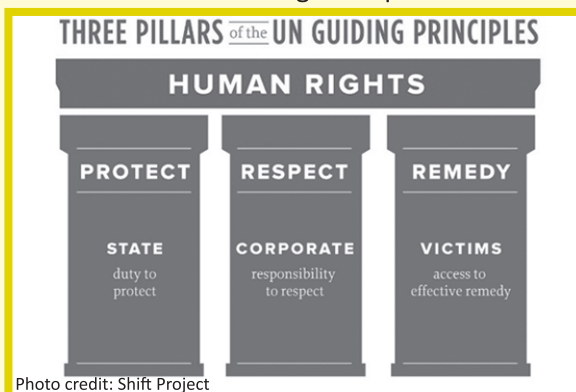 THREE PILLARS of the UN GUIDING PRINCIPLES
HUMAN RIGHTS
PROTECT
STATE
duty to
protect
RESPECT
CORPORATE
responsibility
to respect
REMEDY
VICTIMS
access to
effective remedy
Photo credit: Shift Project